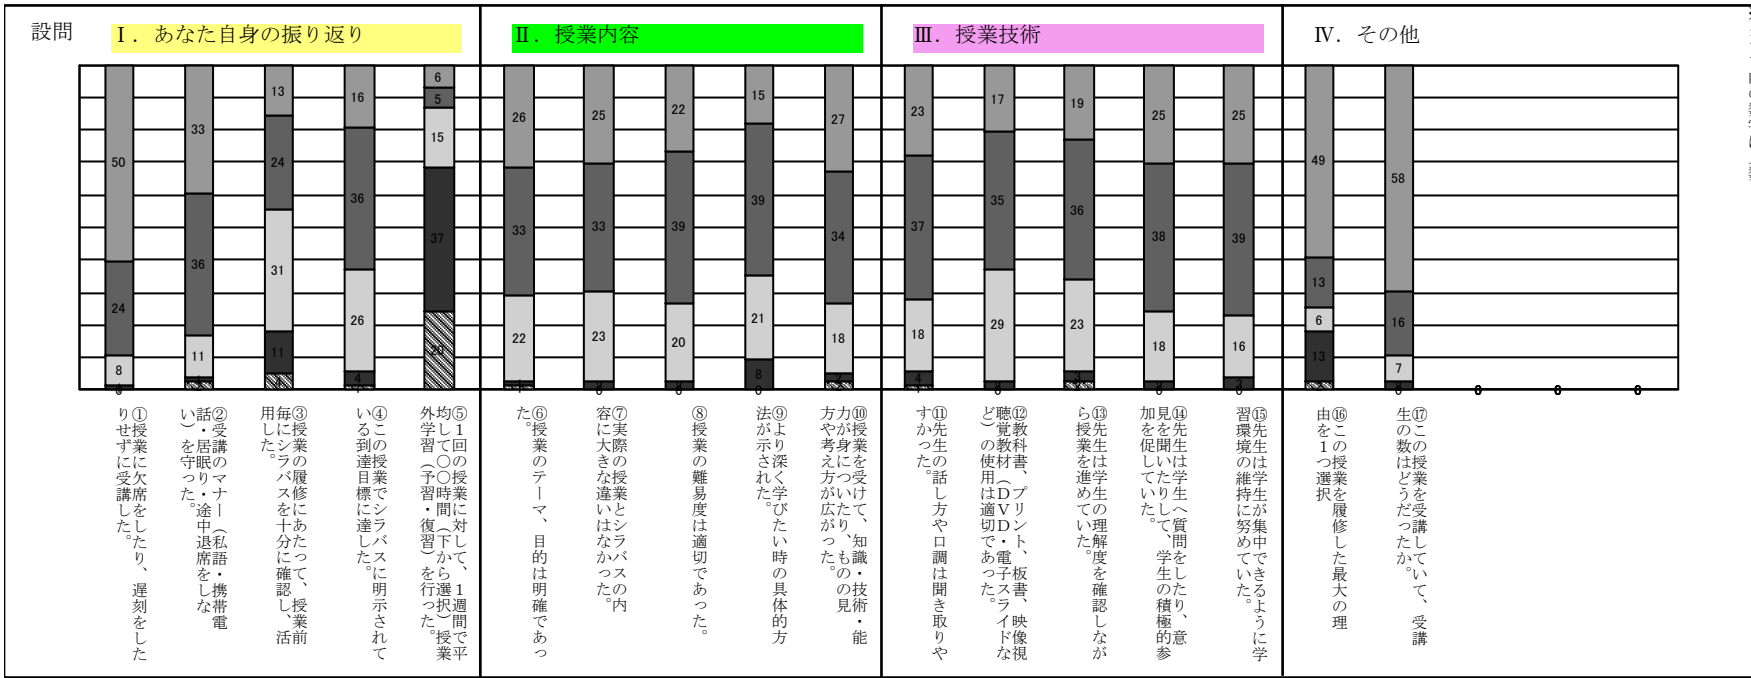 設問
Ⅰ．あなた自身の振り返り
Ⅱ．授業内容
Ⅲ．授業技術
Ⅳ．その他
50
24
8
33
36
11
13
24
31
11
4
16
36
26
4
1
6
5
15
37
20
26
33
22
1
25
33
23
22
39
20
15
39
21
8
0
27
34
18
2
23
37
18
4
1
17
35
29
19
36
23
25
38
18
25
39
16
49
13
6
13
58
16
7
①授業に欠席をしたり、遅刻をした
りせずに受講した。
②受講のマナー（私語・携帯電
話・居眠り・途中退席をしな
い）を守った。
③授業の履修にあたって、授業前
毎にシラバスを十分に確認し、活
用した。
④この授業でシラバスに明示されて
いる到達目標に達した。
⑤１回の授業に対して、１週間で平
均して〇〇時間（下から選択）授業
外学習（予習・復習）を行った。
⑥授業のテーマ、目的は明確であっ
た。
⑦実際の授業とシラバスの内
容に大きな違いはなかった。
⑧授業の難易度は適切であった。
⑨より深く学びたい時の具体的方
法が示された。
⑩授業を受けて、知識・技術・能
力が身についたり、ものの見
方や考え方が広がった。
⑪先生の話し方や口調は聞き取りや
すかった。
⑫教科書、プリント、板書、映像視
聴覚教材（ＤＶＤ・電子スライドな
ど）の使用は適切であった。
⑬先生は学生の理解度を確認しなが
ら授業を進めていた。
⑭先生は学生へ質問をしたり、意
見を聞いたりして、学生の積極的参
加を促していた。
⑮先生は学生が集中できるように学
習環境の維持に努めていた。
⑯この授業を履修した最大の理
由を１つ選択
⑰この授業を受講していて、受講
生の数はどうだったか。